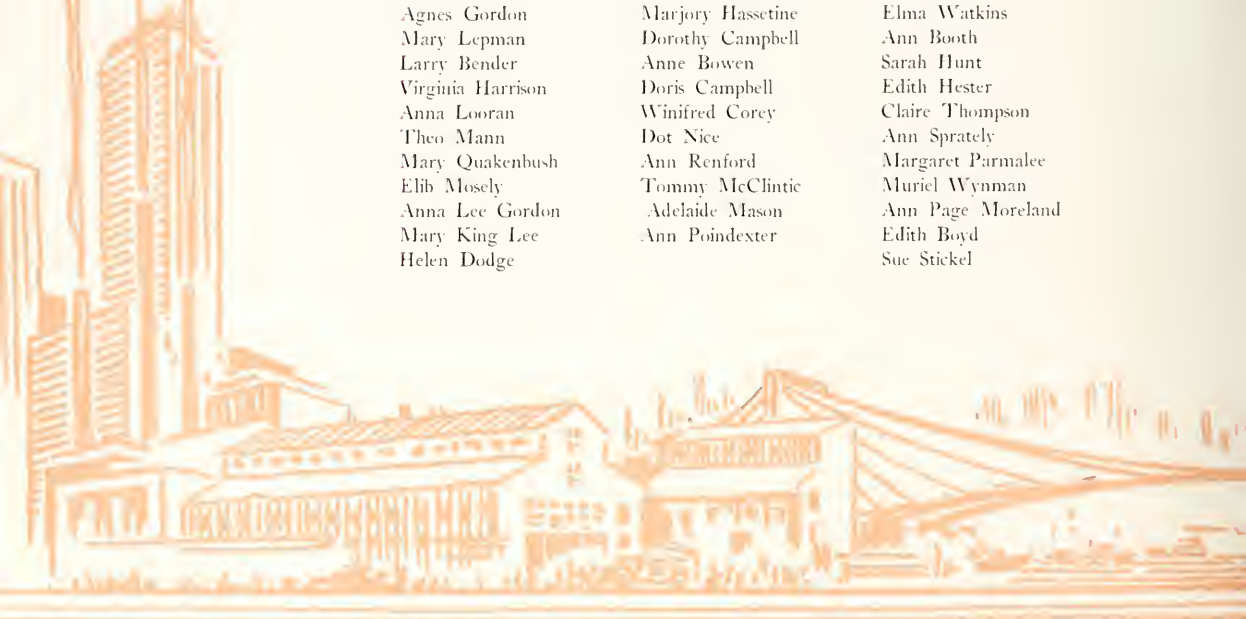 Agnes Gordon
Mary Lepman
Larry Bender
Virginia Harrison
Anna Looran
Theo Mann
Mary Quakenbush
Elib Mosely
Anna Lee Gordon
Mary King Lee
Helen Dodge
Marjory Hassetine
Dorothy Campbell
Anne Bowen
Doris Campbell
Winifred Corey
Dot Nice
Ann Renford
Tommy McClintic
Adelaide Mason
Ann Poindexter
Elma Watkins
Ann Booth
Sarah Hunt
Edith Hester
Claire Thompson
Ann Sprately
Margaret Parmalee
Muriel Wynman
Ann Page Moreland
Edith Boyd
Sue Stickel